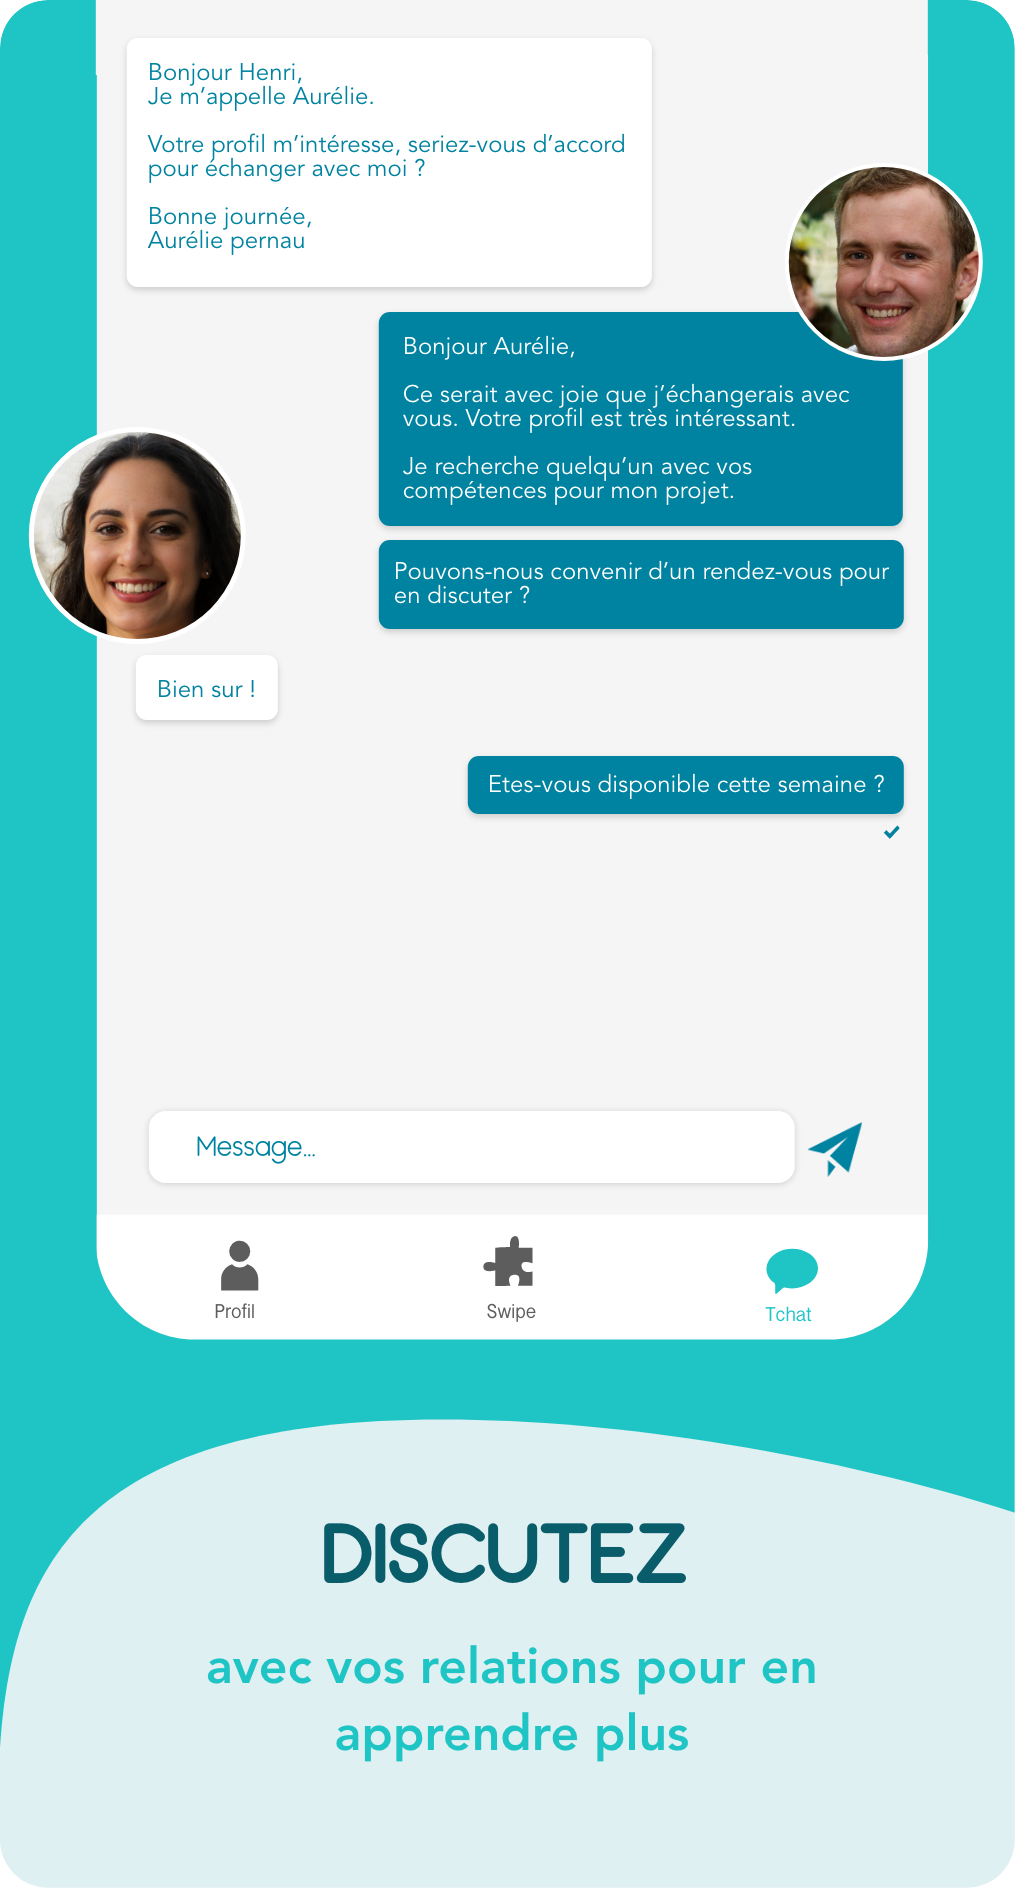 Bonjour Henri,
Je m’appelle Aurélie.
Votre profil m’intéresse, seriez-vous d’accord
pour échanger avec moi ?
Bonne journée,
Aurélie pernau
Bonjour Aurélie,
Ce serait avec joie que j’échangerais avec
vous. Votre profil est très intéressant.
Je recherche quelqu’un avec vos
compétences pour mon projet.
Pouvons-nous convenir d’un rendez-vous pour
en discuter ?
Bien sur !
Etes-vous disponible cette semaine ?
Message...
Profil
Swipe
Tchat
DISCUTEZ
avec vos relations pour en
apprendre plus